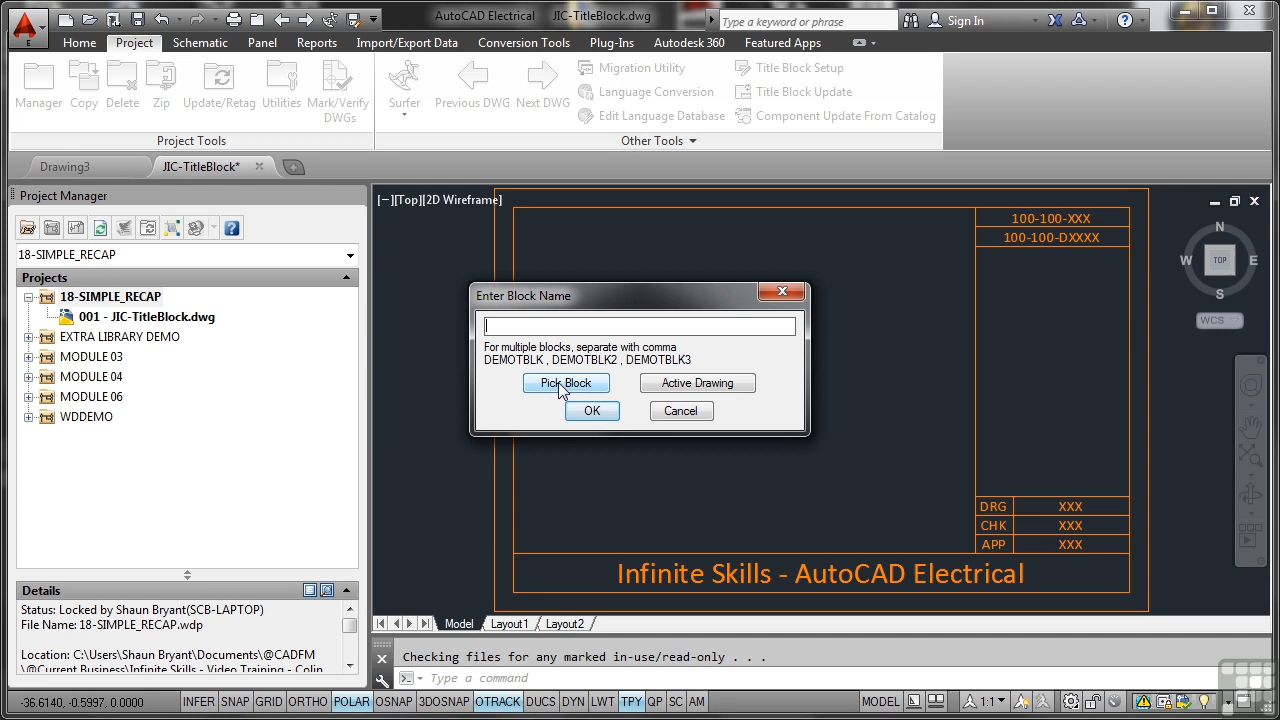 AutoCAD Electrical JIC-TitleBlock.dwg
Type a keyword or phrase
Sign In
E
Home Project Schematic Panel Reports Import/Export Data Conversion Tools Plug-Ins Autodesk 360 Featured Apps
Manager Copy Delete Zip Update/Retag Utilities Mark/Verify DWGs
Surfer Previous DWG Next DWG
Migration Utility
Language Conversion
Edit Language Database
Title Block Setup
Title Block Update
Component Update From Catalog
Project Tools
Other Tools
Drawing3
JIC-TitleBlock*
Project Manager
18-SIMPLE_RECAP
Projects
18-SIMPLE_RECAP
001 - JIC-TitleBlock.dwg
EXTRA LIBRARY DEMO
MODULE 03
MODULE 04
MODULE 06
WDDEMO
Details
Status: Locked by Shaun Bryant(SCB-LAPTOP)
File Name: 18-SIMPLE_RECAP.wdp
Location: C:\Users\Shaun Bryant\Documents\@CADFM
\@Current Business\Infinite Skills - Video Training - Colin
[−][Top][2D Wireframe]
100-100-XXX
100-100-DXXXX
N
W TOP E
S
WCS
Enter Block Name
For multiple blocks, separate with comma
DEMOTBLK , DEMOTBLK2 , DEMOTBLK3
Pick Block
Active Drawing
OK
Cancel
DRG XXX
CHK XXX
APP XXX
Infinite Skills - AutoCAD Electrical
Model Layout1 Layout2
Checking files for any marked in-use/read-only . . .
Type a command
-36.6140, -0.5997, 0.0000 INFER SNAP GRID ORTHO POLAR OSNAP 3DOSNAP OTRACK DUCS DYN LWT TPY QP SC AM MODEL 1:1